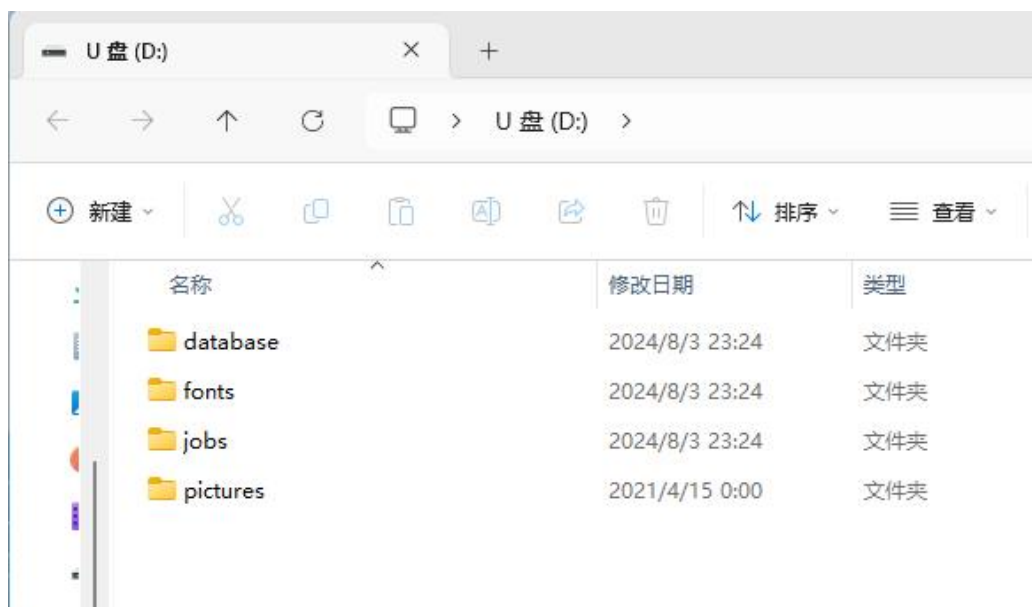 U 盘 (D:)
U 盘 (D:)
新建 排序 查看
名称 修改日期 类型
database 2024/8/3 23:24 文件夹
fonts 2024/8/3 23:24 文件夹
jobs 2024/8/3 23:24 文件夹
pictures 2021/4/15 0:00 文件夹